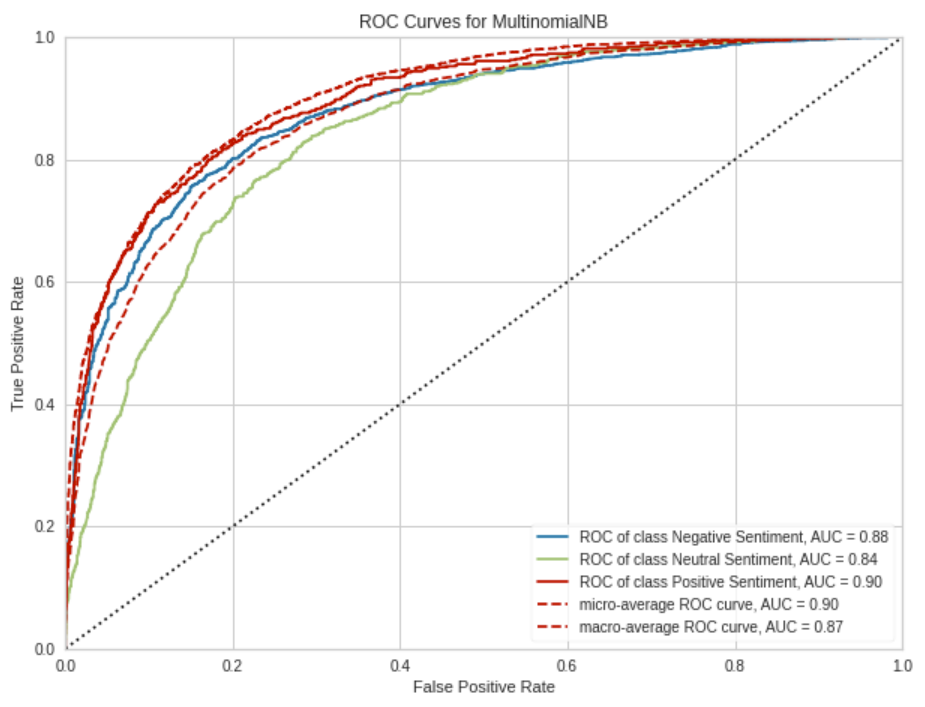 ROC Curves for MultinomialNB
1.0
0.8
0.6
0.4
0.2
0.0
True Positive Rate
ROC of class Negative Sentiment, AUC = 0.88
ROC of class Neutral Sentiment, AUC = 0.84
ROC of class Positive Sentiment, AUC = 0.90
micro-average ROC curve, AUC = 0.90
macro-average ROC curve, AUC = 0.87
0.0 0.2 0.4 0.6 0.8 1.0
False Positive Rate